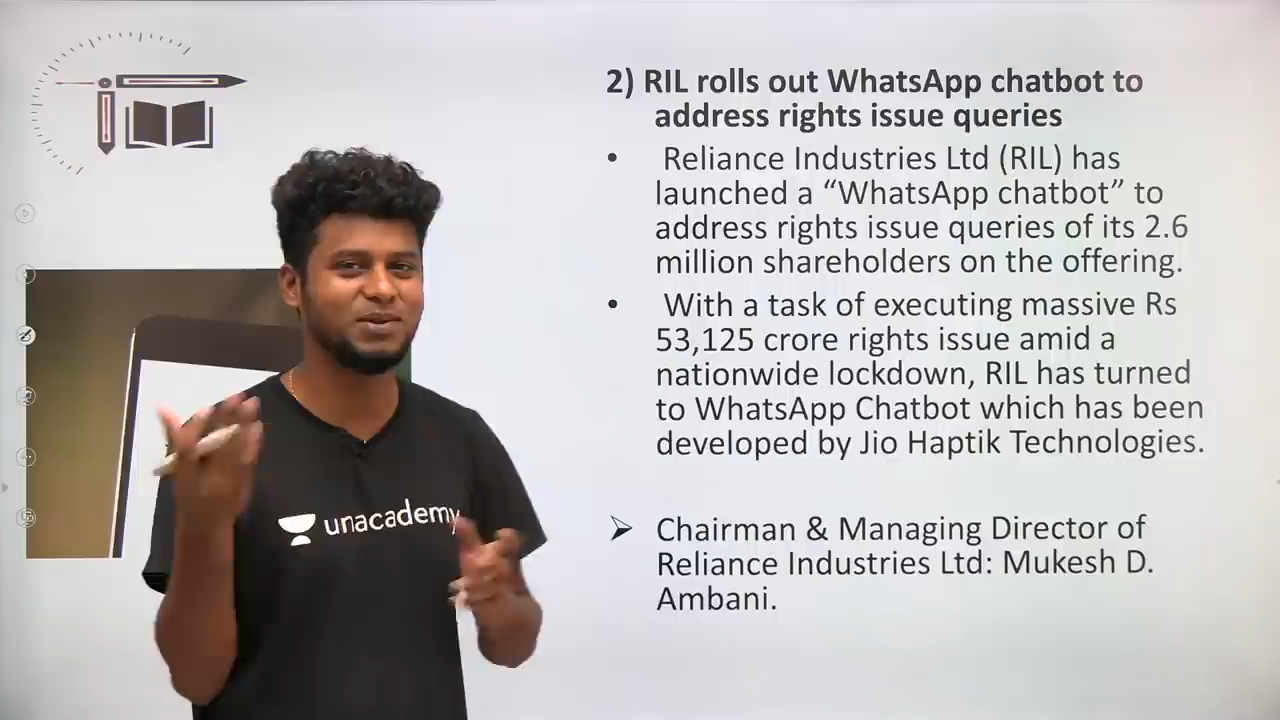 2) RIL rolls out WhatsApp chatbot to
address rights issue queries
• Reliance Industries Ltd (RIL) has
launched a “WhatsApp chatbot” to
address rights issue queries of its 2.6
million shareholders on the offering.
• With a task of executing massive Rs
53,125 crore rights issue amid a
nationwide lockdown, RIL has turned
to WhatsApp Chatbot which has been
developed by Jio Haptik Technologies.
➢ Chairman & Managing Director of
Reliance Industries Ltd: Mukesh D.
Ambani.
unacademy